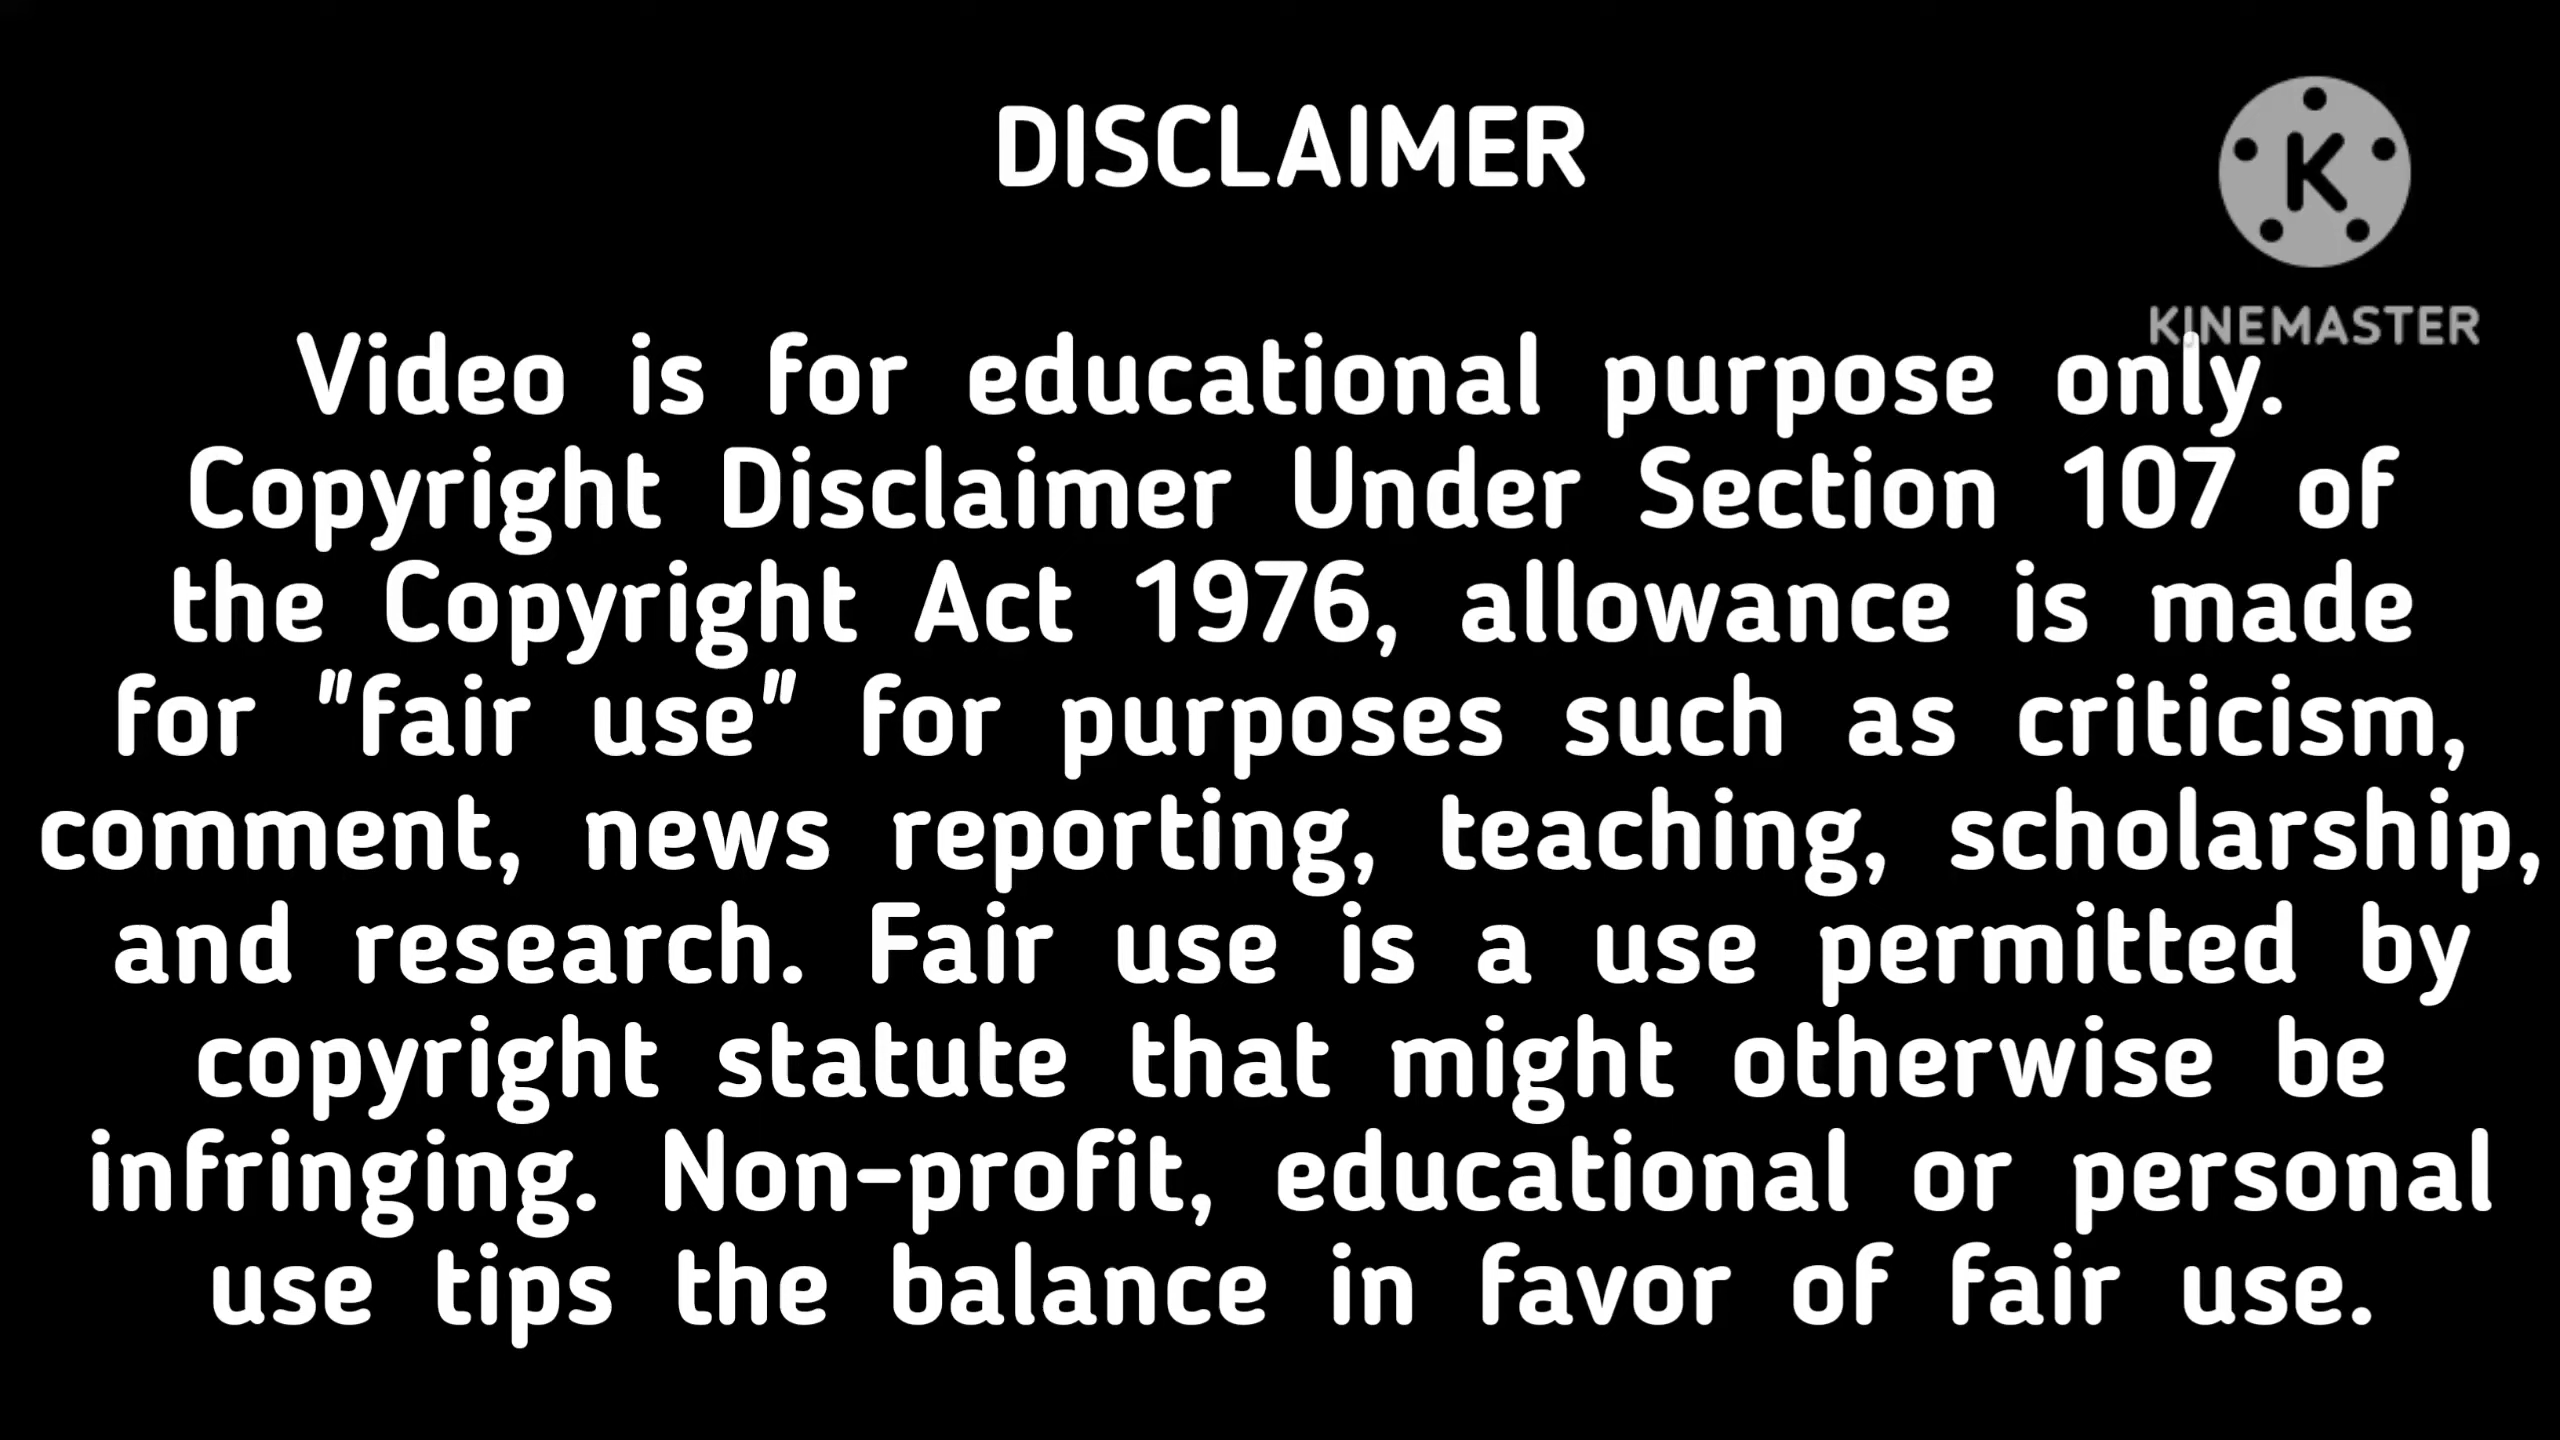 DISCLAIMER
KINEMASTER
Video is for educational purpose only.
Copyright Disclaimer Under Section 107 of
the Copyright Act 1976, allowance is made
for "fair use" for purposes such as criticism,
comment, news reporting, teaching, scholarship,
and research. Fair use is a use permitted by
copyright statute that might otherwise be
infringing. Non-profit, educational or personal
use tips the balance in favor of fair use.